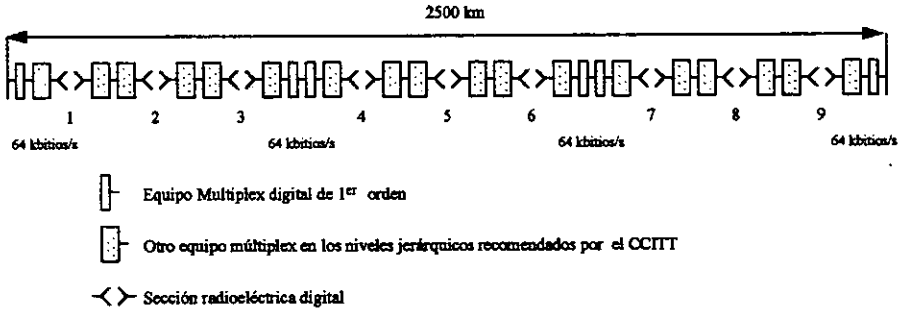 2500 km
1 2 3 4 5 6 7 8 9
64 kbitios/s 64 kbitios/s 64 kbitios/s 64 kbitios/s
Equipo Multiplex digital de 1er orden
Otro equipo múltiplex en los niveles jerárquicos recomendados por el CCITT
Sección radioeléctrica digital